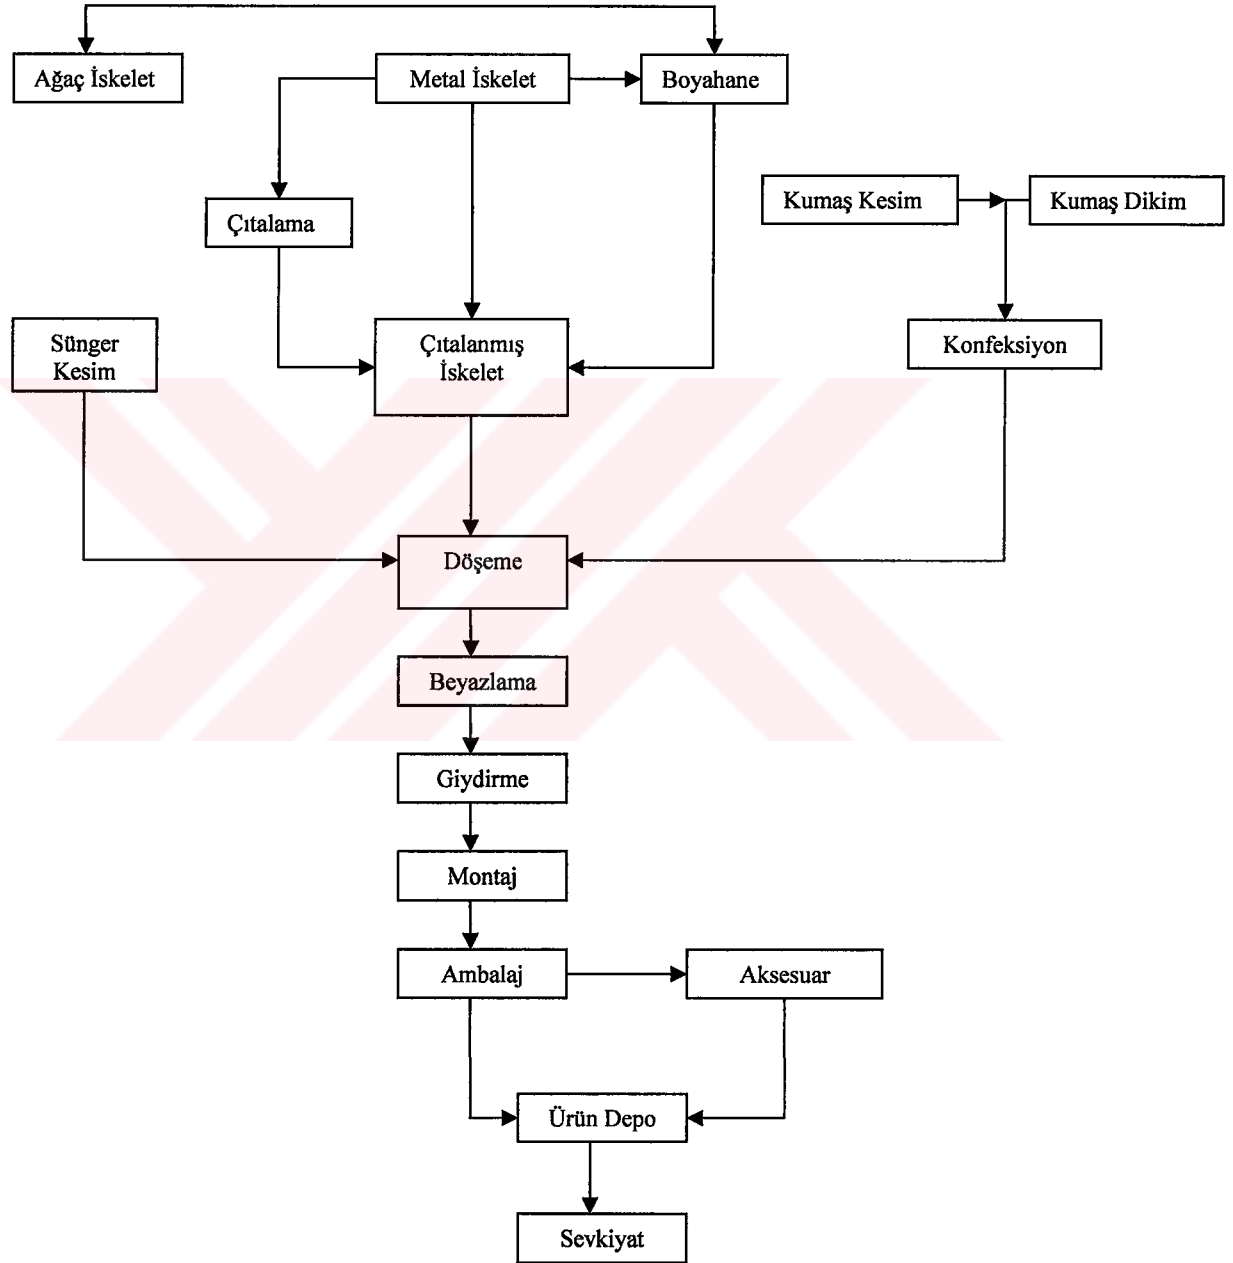 Ağaç İskelet
Metal İskelet
Boyahane
Kumaş Kesim
Kumaş Dikim
Çıtalama
Sünger
Kesim
Çıtalanmış
İskelet
Konfeksiyon
Döşeme
Beyazlama
Giydirme
Montaj
Ambalaj
Aksesuar
Ürün Depo
Sevkiyat